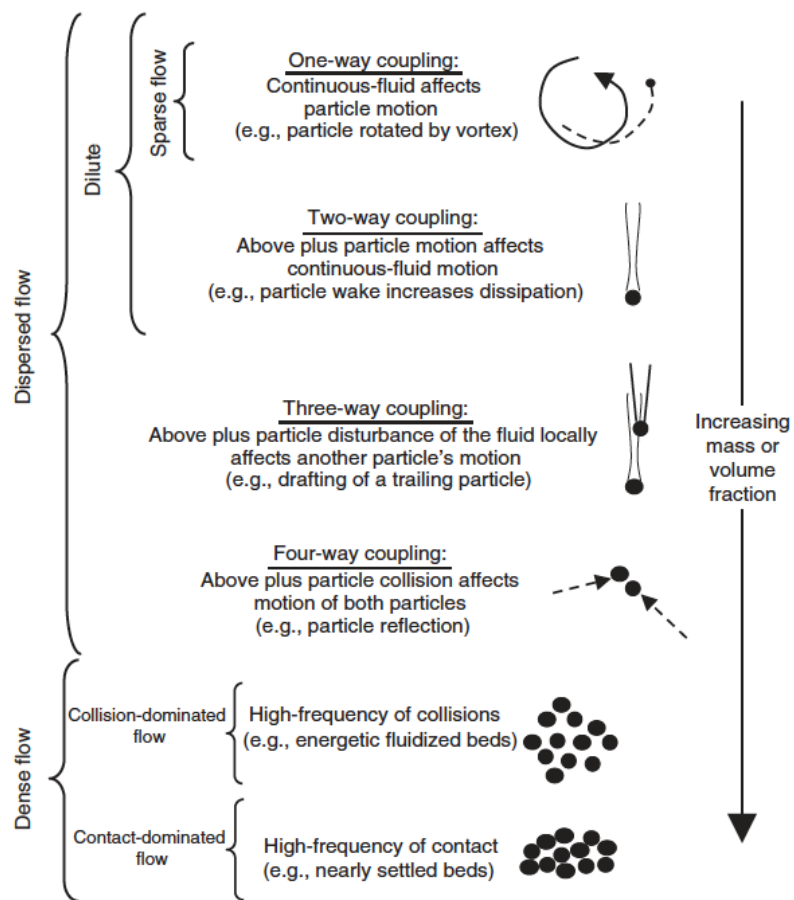 Dispersed flow
Dilute
Sparse flow
One-way coupling:
Continuous-fluid affects
particle motion
(e.g., particle rotated by vortex)
Two-way coupling:
Above plus particle motion affects
continuous-fluid motion
(e.g., particle wake increases dissipation)
Three-way coupling:
Above plus particle disturbance of the fluid locally
affects another particle's motion
(e.g., drafting of a trailing particle)
Four-way coupling:
Above plus particle collision affects
motion of both particles
(e.g., particle reflection)
Increasing
mass or
volume
fraction
Dense flow
Collision-dominated
flow
High-frequency of collisions
(e.g., energetic fluidized beds)
Contact-dominated
flow
High-frequency of contact
(e.g., nearly settled beds)